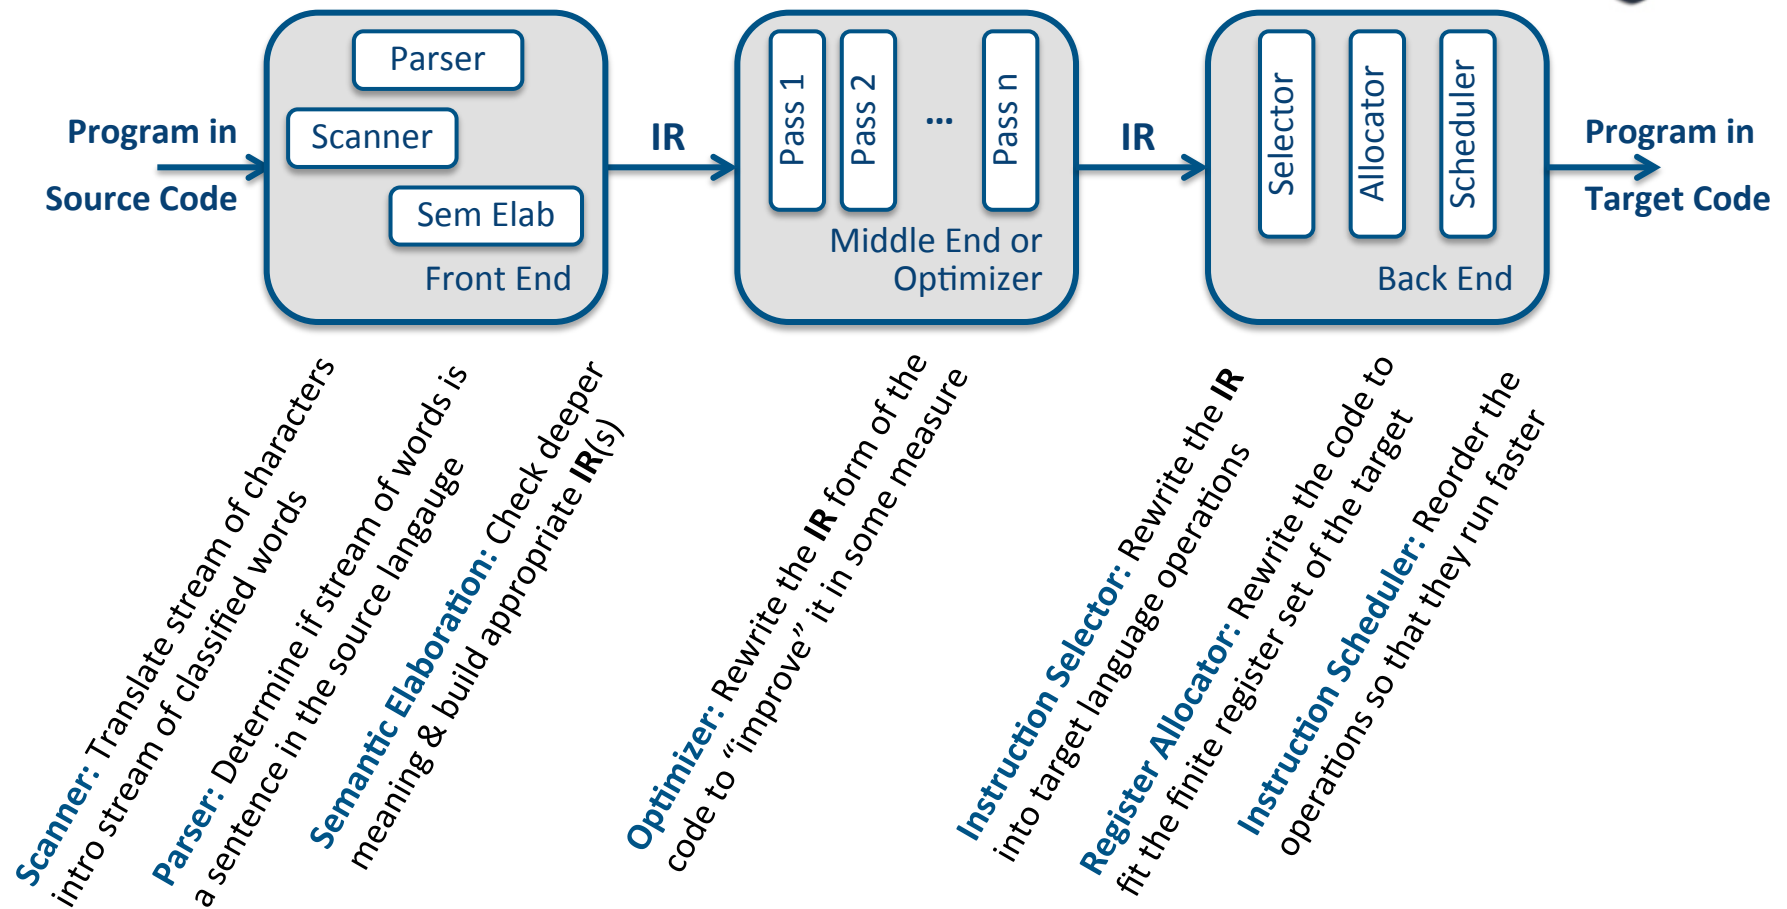 Program in
Source Code
Parser
Scanner
Sem Elab
Front End
IR
Pass 1
Pass 2
...
Pass n
Middle End or
Optimizer
IR
Selector
Allocator
Scheduler
Back End
Program in
Target Code
Scanner: Translate stream of characters
intro stream of classified words
Parser: Determine if stream of words is
a sentence in the source langauge
Semantic Elaboration: Check deeper
meaning & build appropriate IR(s)
Optimizer: Rewrite the IR form of the
code to “improve” it in some measure
Instruction Selector: Rewrite the IR
into target language operations
Register Allocator: Rewrite the code to
fit the finite register set of the target
Instruction Scheduler: Reorder the
operations so that they run faster